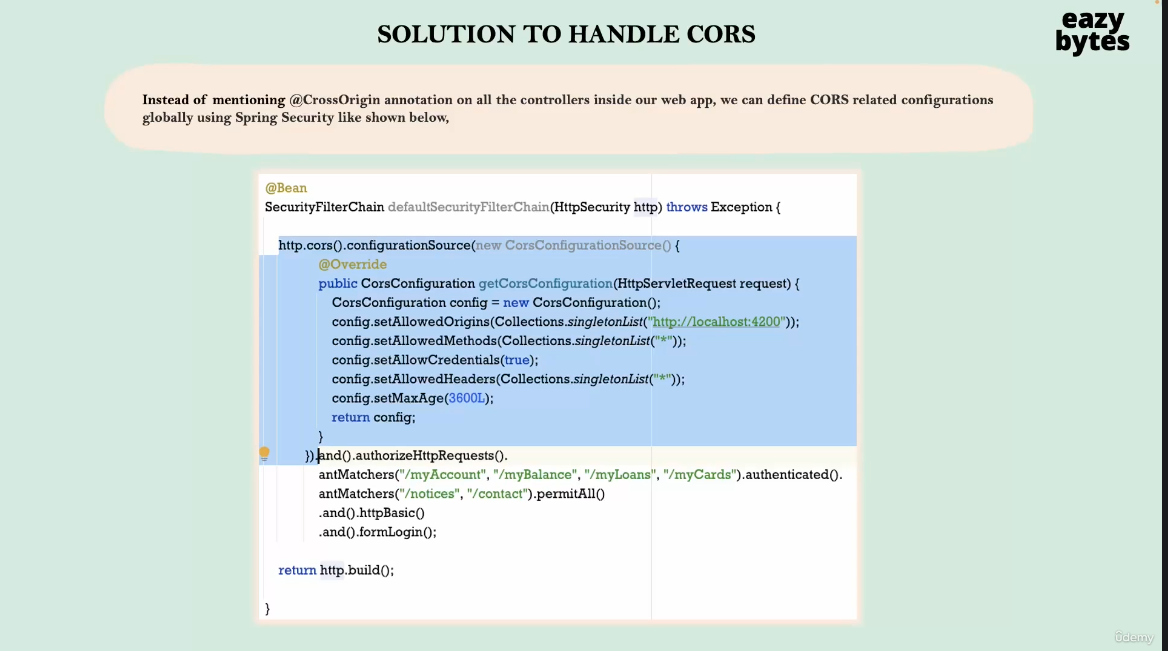 SOLUTION TO HANDLE CORS
eazy
bytes
Instead of mentioning @CrossOrigin annotation on all the controllers inside our web app, we can define CORS related configurations
globally using Spring Security like shown below,
@Bean
SecurityFilterChain defaultSecurityFilterChain(HttpSecurity http) throws Exception {
http.cors().configurationSource(new CorsConfigurationSource() {
@Override
public CorsConfiguration getCorsConfiguration(HttpServletRequest request) {
CorsConfiguration config = new CorsConfiguration();
config.setAllowedOrigins(Collections.singletonList("http://localhost:4200"));
config.setAllowedMethods(Collections.singletonList("*"));
config.setAllowCredentials(true);
config.setAllowedHeaders(Collections.singletonList("*"));
config.setMaxAge(3600L);
return config;
}
}).and().authorizeHttpRequests().
antMatchers("/myAccount", "/myBalance", "/myLoans", "/myCards").authenticated().
antMatchers("/notices", "/contact").permitAll()
.and().httpBasic()
.and().formLogin();
return http.build();
}
ûdemy